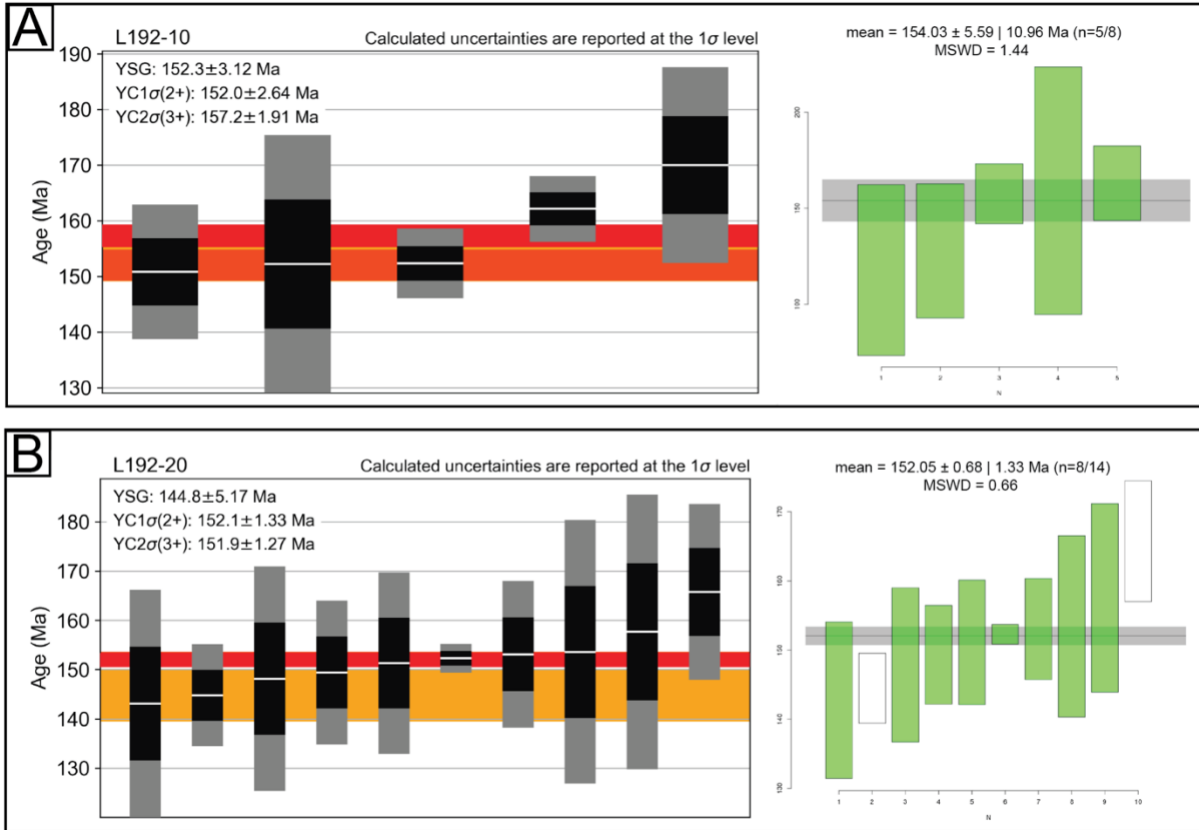 A
L192-10
Calculated uncertainties are reported at the 1σ level
YSG: 152.3±3.12 Ma
YC1σ(2+): 152.0±2.64 Ma
YC2σ(3+): 157.2±1.91 Ma
Age (Ma)
190
180
170
160
150
140
130
mean = 154.03 ± 5.59 | 10.96 Ma (n=5/8)
MSWD = 1.44
200
150
100
1 2 3 4 5
N
B
L192-20
Calculated uncertainties are reported at the 1σ level
YSG: 144.8±5.17 Ma
YC1σ(2+): 152.1±1.33 Ma
YC2σ(3+): 151.9±1.27 Ma
Age (Ma)
180
170
160
150
140
130
mean = 152.05 ± 0.68 | 1.33 Ma (n=8/14)
MSWD = 0.66
170
160
150
140
130
1 2 3 4 5 6 7 8 9 10
N